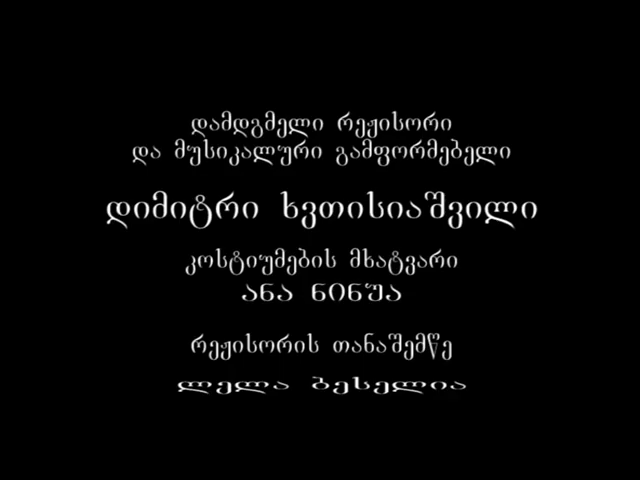 დამდგმელი რეჟისორი
და მუსიკალური გამფორმებელი
დიმიტრი ხვთისიაშვილი
კოსტიუმების მხატვარი
ანა ნინუა
რეჟისორის თანაშემწე
ლელა ბესელია